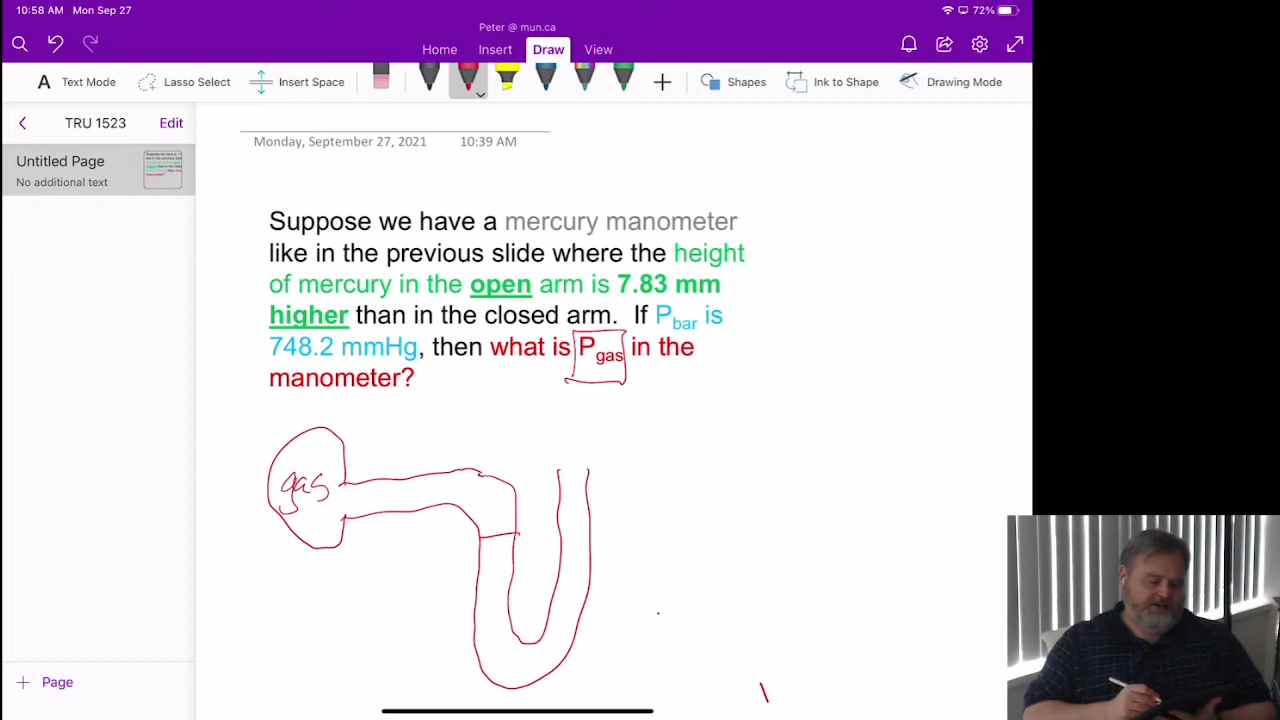 10:58 AM Mon Sep 27
72%
Peter @ mun.ca
Home Insert Draw View
A Text Mode Lasso Select Insert Space Shapes Ink to Shape Drawing Mode
TRU 1523 Edit
Untitled Page
No additional text
Monday, September 27, 2021 10:39 AM
Suppose we have a mercury manometer
like in the previous slide where the height
of mercury in the open arm is 7.83 mm
higher than in the closed arm. If Pbar is
748.2 mmHg, then what is Pgas in the
manometer?
gas
+ Page